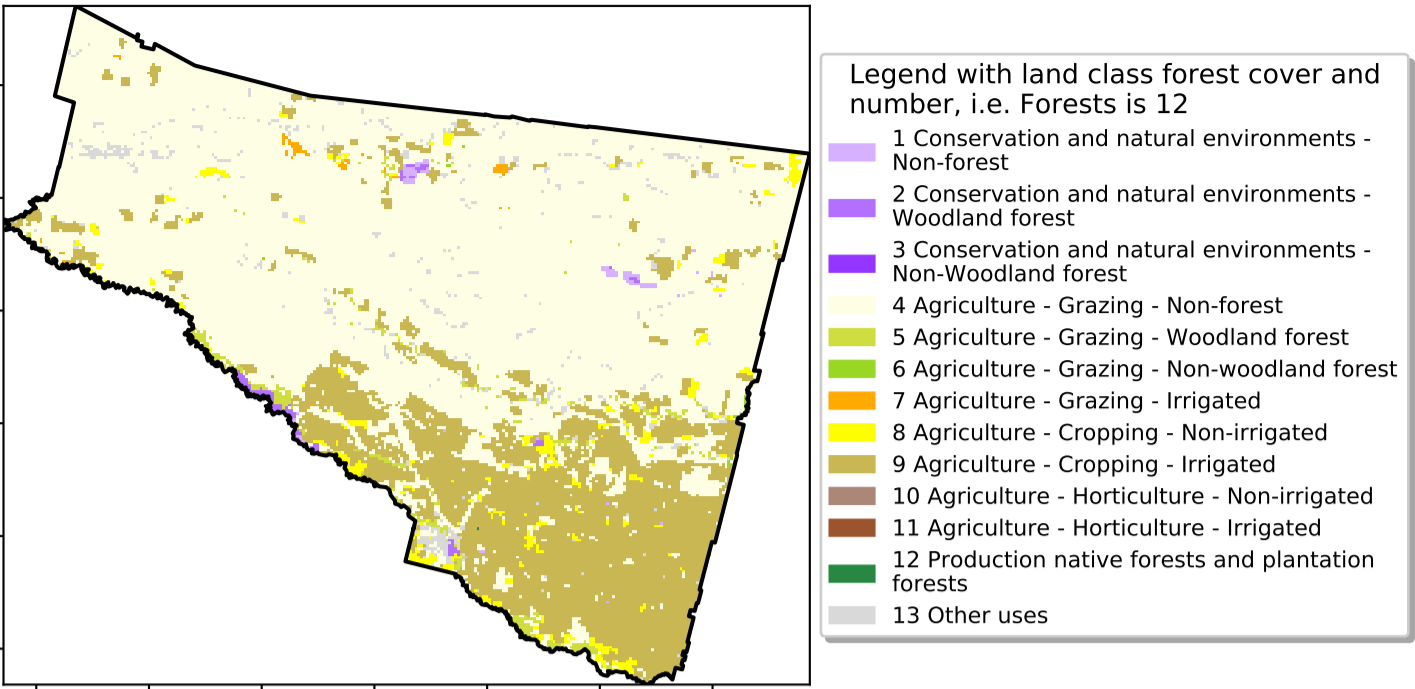 Legend with land class forest cover and
number, i.e. Forests is 12
1 Conservation and natural environments -
Non-forest
2 Conservation and natural environments -
Woodland forest
3 Conservation and natural environments -
Non-Woodland forest
4 Agriculture - Grazing - Non-forest
5 Agriculture - Grazing - Woodland forest
6 Agriculture - Grazing - Non-woodland forest
7 Agriculture - Grazing - Irrigated
8 Agriculture - Cropping - Non-irrigated
9 Agriculture - Cropping - Irrigated
10 Agriculture - Horticulture - Non-irrigated
11 Agriculture - Horticulture - Irrigated
12 Production native forests and plantation
forests
13 Other uses